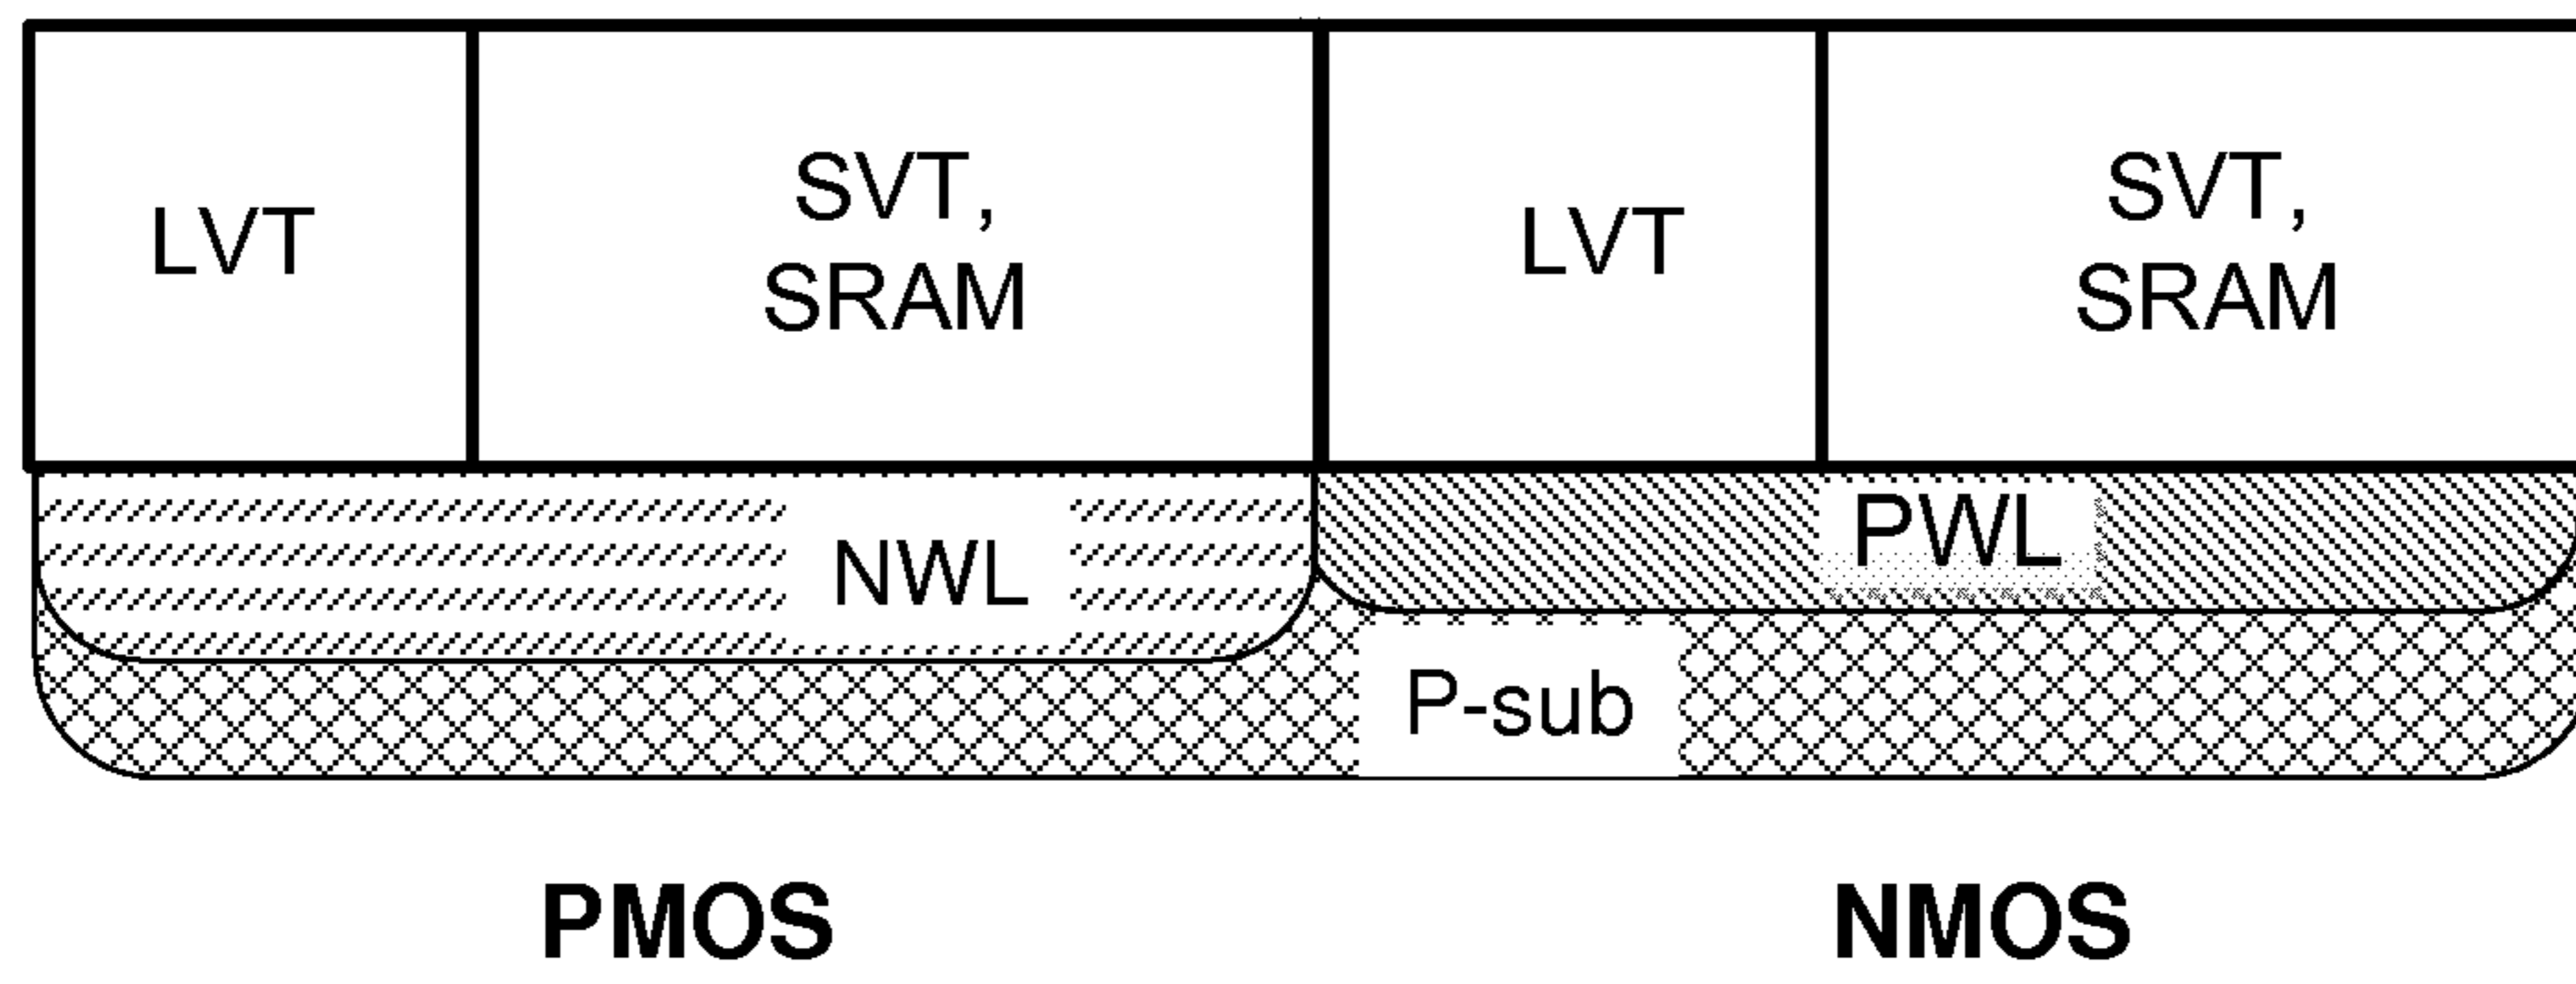 LVT
SVT,
SRAM
LVT
SVT,
SRAM
NWL
PWL
P-sub
PMOS
NMOS